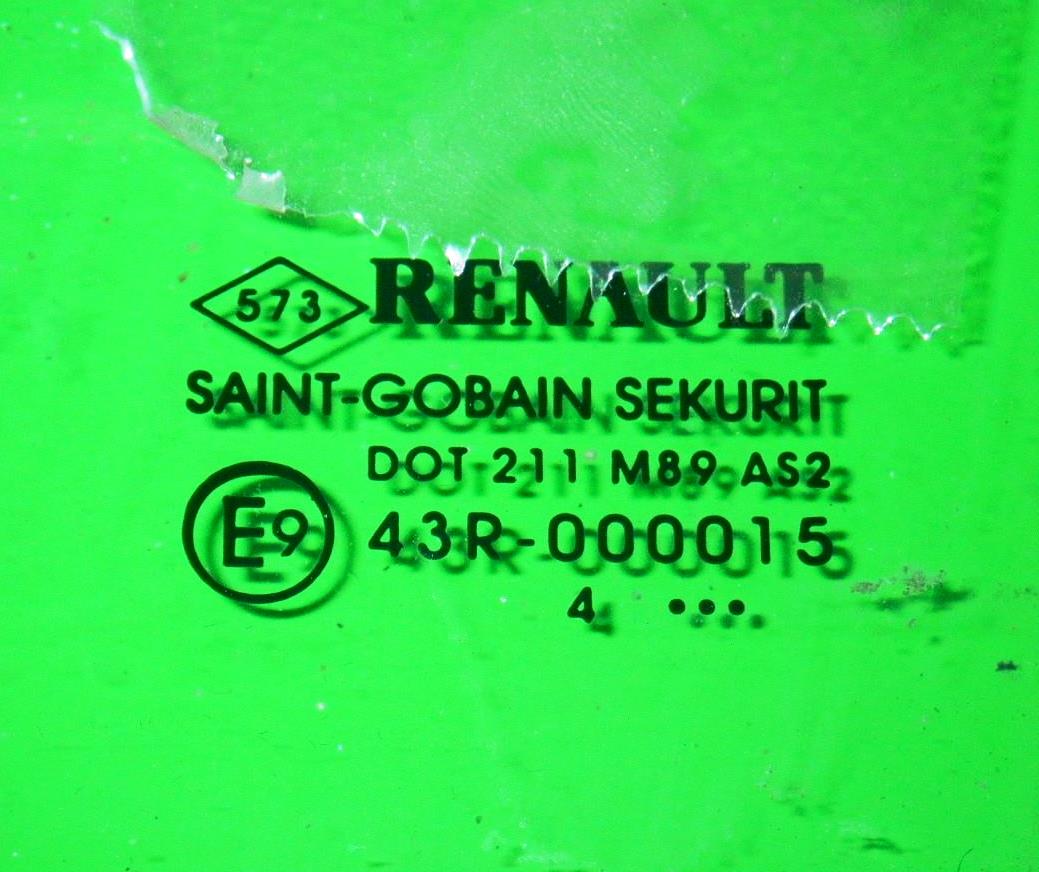 573 RENAULT
SAINT-GOBAIN SEKURIT
DOT 211 M89 AS2
E9 43R-000015
4 •••